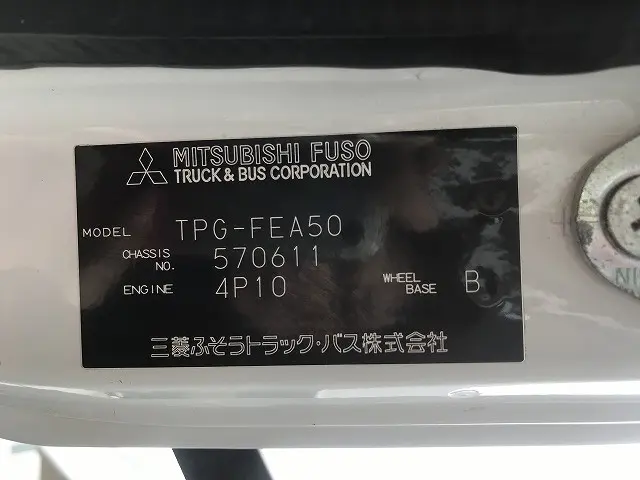 MITSUBISHI FUSO
TRUCK & BUS CORPORATION
MODEL TPG-FEA50
CHASSIS NO. 570611
ENGINE 4P10 WHEEL BASE B
三菱ふそうトラック・バス株式会社